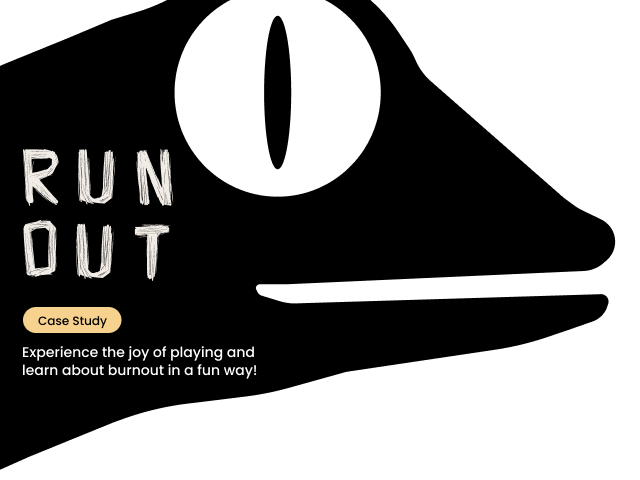 RUN
OUT
Case Study
Experience the joy of playing and
learn about burnout in a fun way!